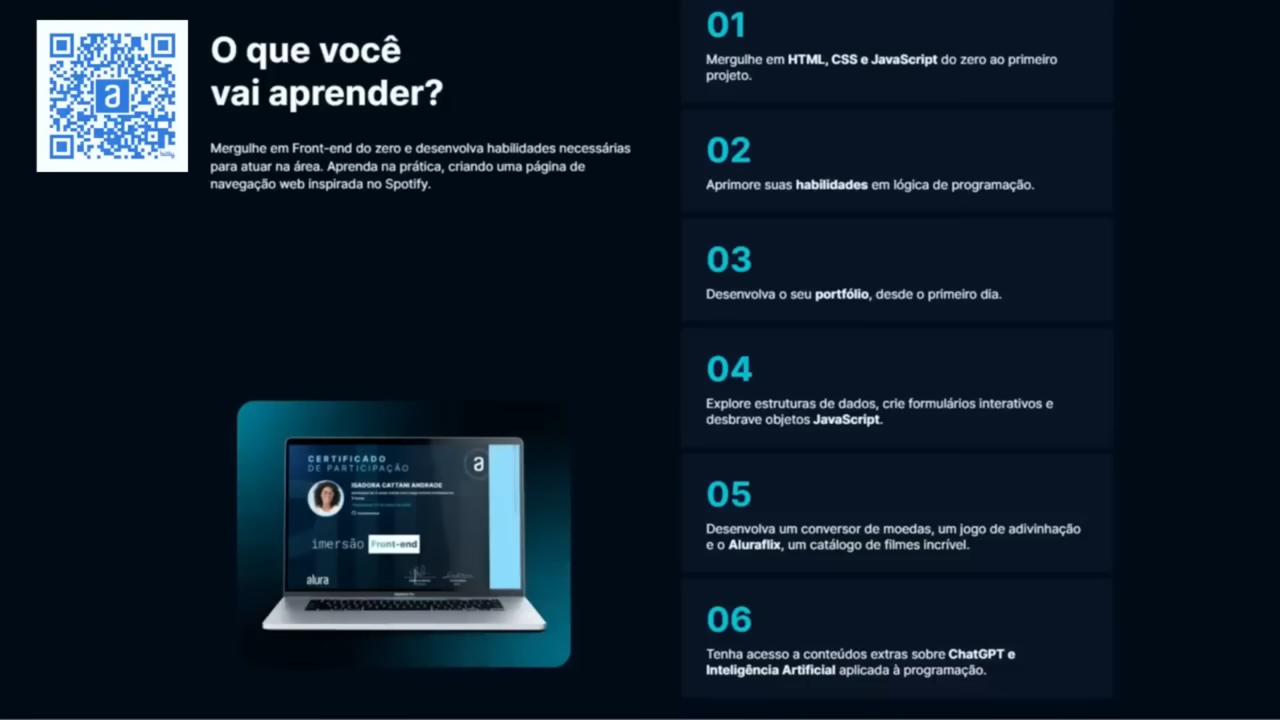 O que você
vai aprender?
Mergulhe em Front-end do zero e desenvolva habilidades necessárias
para atuar na área. Aprenda na prática, criando uma página de
navegação web inspirada no Spotify.
CERTIFICADO
DE PARTICIPAÇÃO
a
ISADORA CATTANI ANDRADE
imersão Front-end
alura
01
Mergulhe em HTML, CSS e JavaScript do zero ao primeiro
projeto.
02
Aprimore suas habilidades em lógica de programação.
03
Desenvolva o seu portfólio, desde o primeiro dia.
04
Explore estruturas de dados, crie formulários interativos e
desbrave objetos JavaScript.
05
Desenvolva um conversor de moedas, um jogo de adivinhação
e o Aluraflix, um catálogo de filmes incrível.
06
Tenha acesso a conteúdos extras sobre ChatGPT e
Inteligência Artificial aplicada à programação.